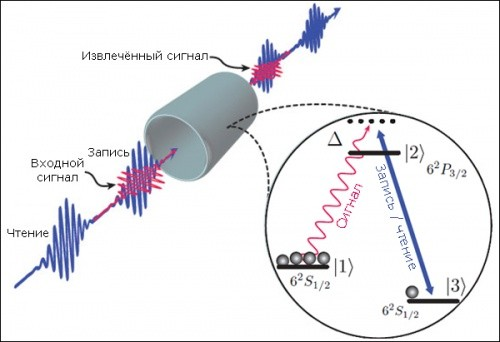 Извлечённый сигнал
Запись
Входной
сигнал
Чтение
Δ
|2⟩
6²P₃/₂
Сигнал
Запись / чтение
|1⟩
6²S₁/₂
|3⟩
6²S₁/₂